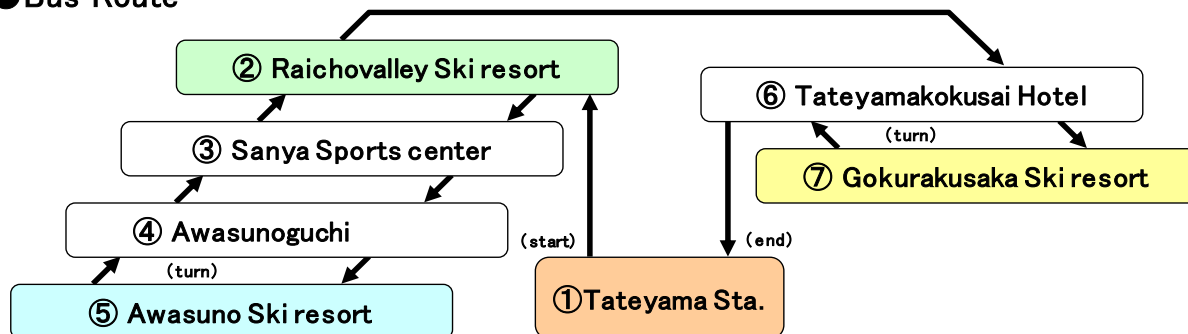 ●Bus Route
② Raichovalley Ski resort
⑥ Tateyamakokusai Hotel
(turn)
③ Sanya Sports center
⑦ Gokurakusaka Ski resort
④ Awasunoguchi
(start)
(end)
(turn)
⑤ Awasuno Ski resort
①Tateyama Sta.